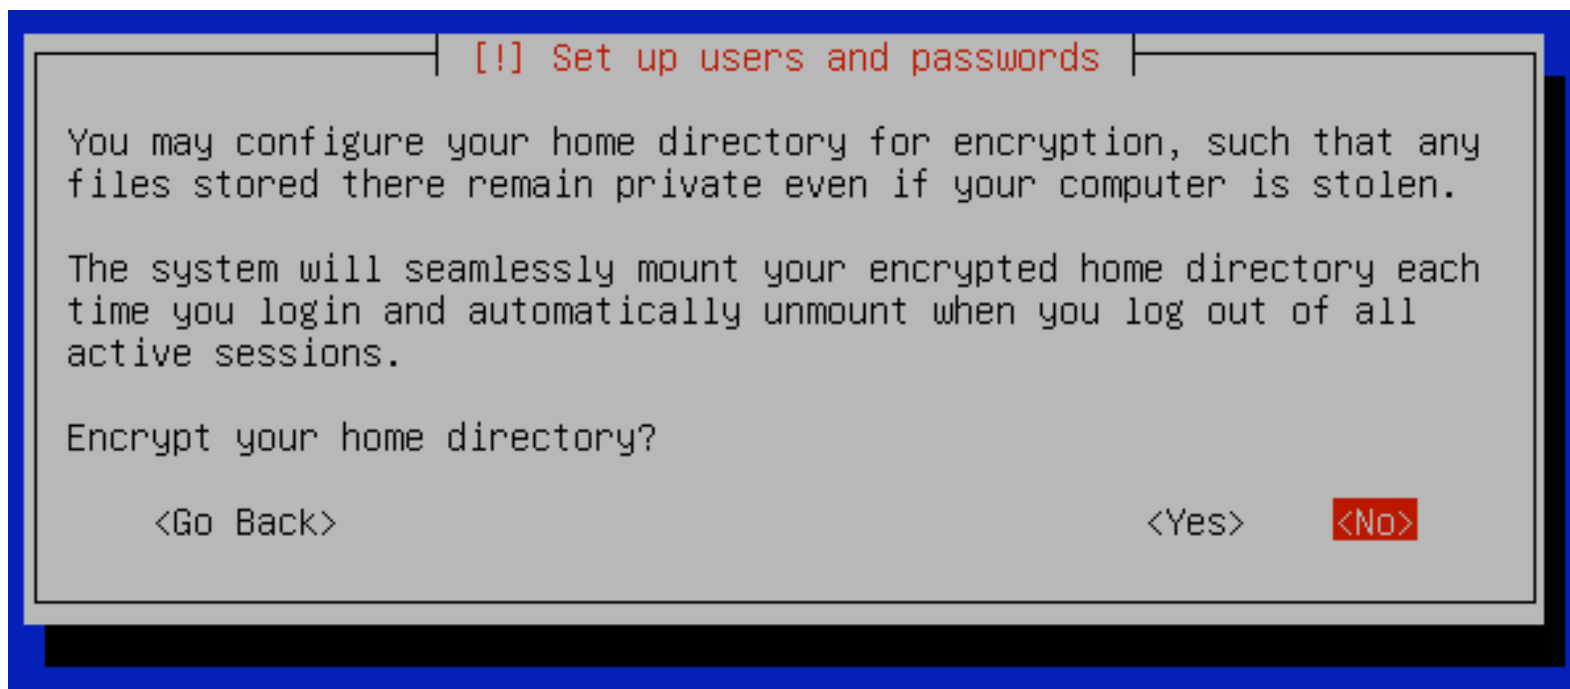 [!] Set up users and passwords
You may configure your home directory for encryption, such that any
files stored there remain private even if your computer is stolen.
The system will seamlessly mount your encrypted home directory each
time you login and automatically unmount when you log out of all
active sessions.
Encrypt your home directory?
<Go Back> <Yes> <No>